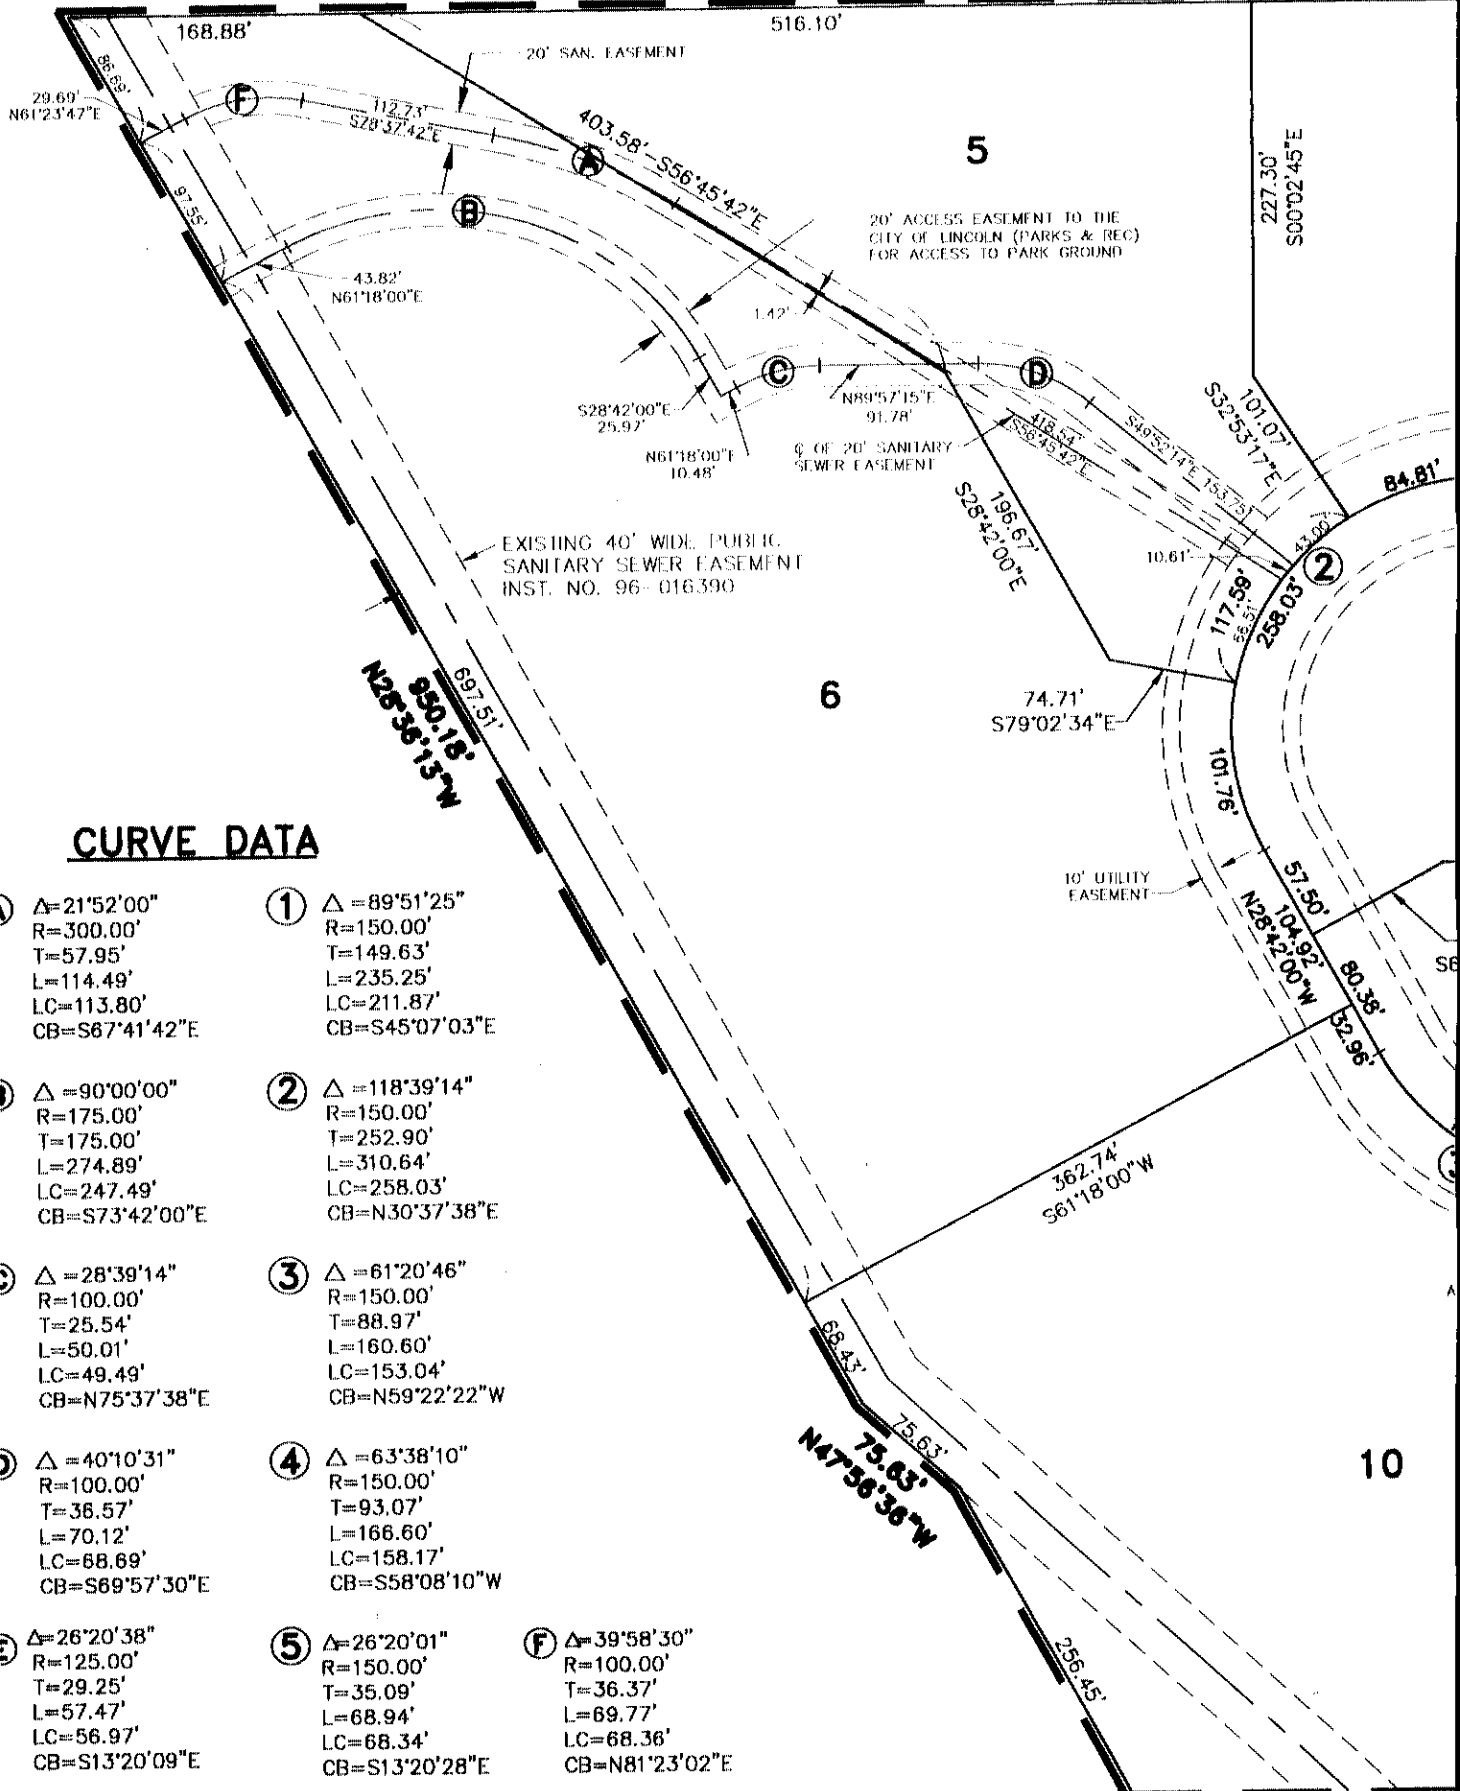 168.88'
516.10'
20' SAN. EASEMENT
86.69'
29.69'
N61°23'47"E
F
112.73'
S78°37'42"E
A
403.58' S56°45'42"E
5
227.30'
S00°02'45"E
97.55'
B
20' ACCESS EASEMENT TO THE
CITY OF LINCOLN (PARKS & REC)
FOR ACCESS TO PARK GROUND
43.82'
N61°18'00"E
1.42'
C
D
N89°57'15"E
91.78'
S28°42'00"E
25.97'
N61°18'00"E
10.48'
℄ OF 20' SANITARY
SEWER EASEMENT
418.54'
S56°45'42"E
S49°52'14"E 153.75'
101.07'
S32°53'17"E
84.81'
196.67'
S28°42'00"E
43.00'
10.61'
2
EXISTING 40' WIDE PUBLIC
SANITARY SEWER EASEMENT
INST. NO. 96-016390
117.59'
258.03'
697.51'
950.18'
N28°36'13"W
6
74.71'
S79°02'34"E
101.76'
10' UTILITY
EASEMENT
57.50'
104.92'
N28°42'00"W
80.38'
32.96'
S6
362.74'
S61°18'00"W
68.43'
75.63'
75.63'
N47°56'36"W
10
256.45'
CURVE DATA
A
Δ=21°52'00"
R=300.00'
T=57.95'
L=114.49'
LC=113.80'
CB=S67°41'42"E
1
Δ=89°51'25"
R=150.00'
T=149.63'
L=235.25'
LC=211.87'
CB=S45°07'03"E
B
Δ=90°00'00"
R=175.00'
T=175.00'
L=274.89'
LC=247.49'
CB=S73°42'00"E
2
Δ=118°39'14"
R=150.00'
T=252.90'
L=310.64'
LC=258.03'
CB=N30°37'38"E
C
Δ=28°39'14"
R=100.00'
T=25.54'
L=50.01'
LC=49.49'
CB=N75°37'38"E
3
Δ=61°20'46"
R=150.00'
T=88.97'
L=160.60'
LC=153.04'
CB=N59°22'22"W
D
Δ=40°10'31"
R=100.00'
T=36.57'
L=70.12'
LC=68.69'
CB=S69°57'30"E
4
Δ=63°38'10"
R=150.00'
T=93.07'
L=166.60'
LC=158.17'
CB=S58°08'10"W
E
Δ=26°20'38"
R=125.00'
T=29.25'
L=57.47'
LC=56.97'
CB=S13°20'09"E
5
Δ=26°20'01"
R=150.00'
T=35.09'
L=68.94'
LC=68.34'
CB=S13°20'28"E
F
Δ=39°58'30"
R=100.00'
T=36.37'
L=69.77'
LC=68.36'
CB=N81°23'02"E